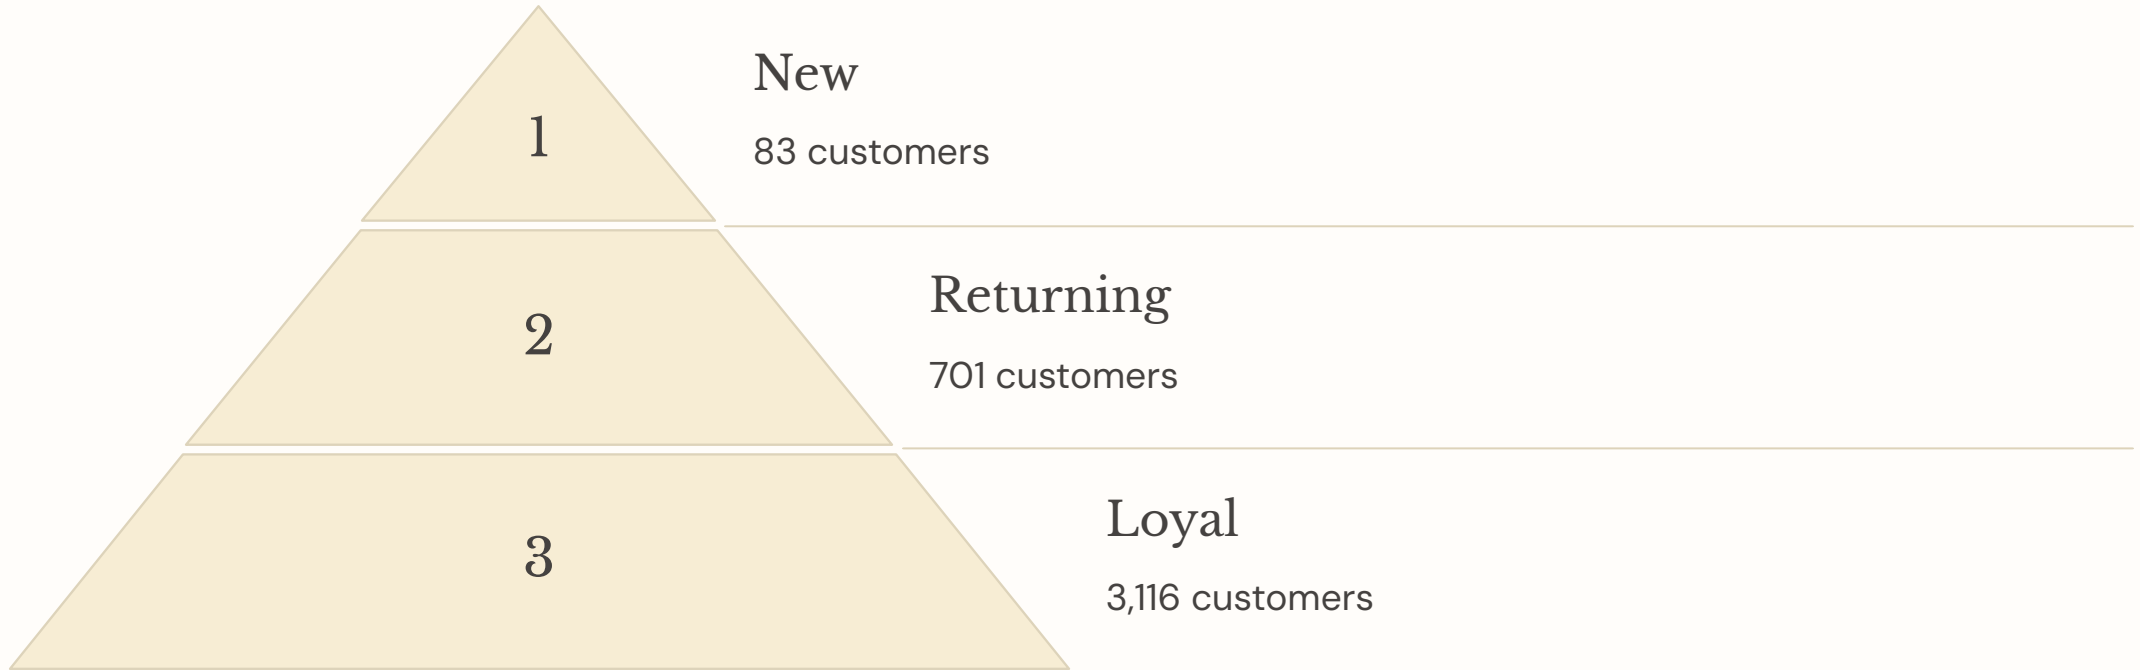 1
New
83 customers
2
Returning
701 customers
3
Loyal
3,116 customers